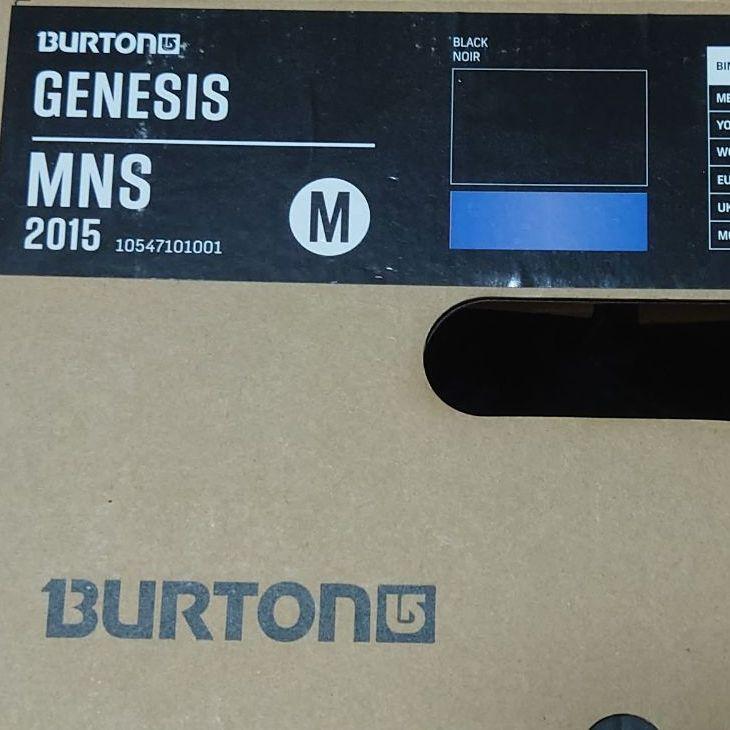 BURTON
GENESIS
MNS
2015 10547101001
M
BLACK
NOIR
BURTON